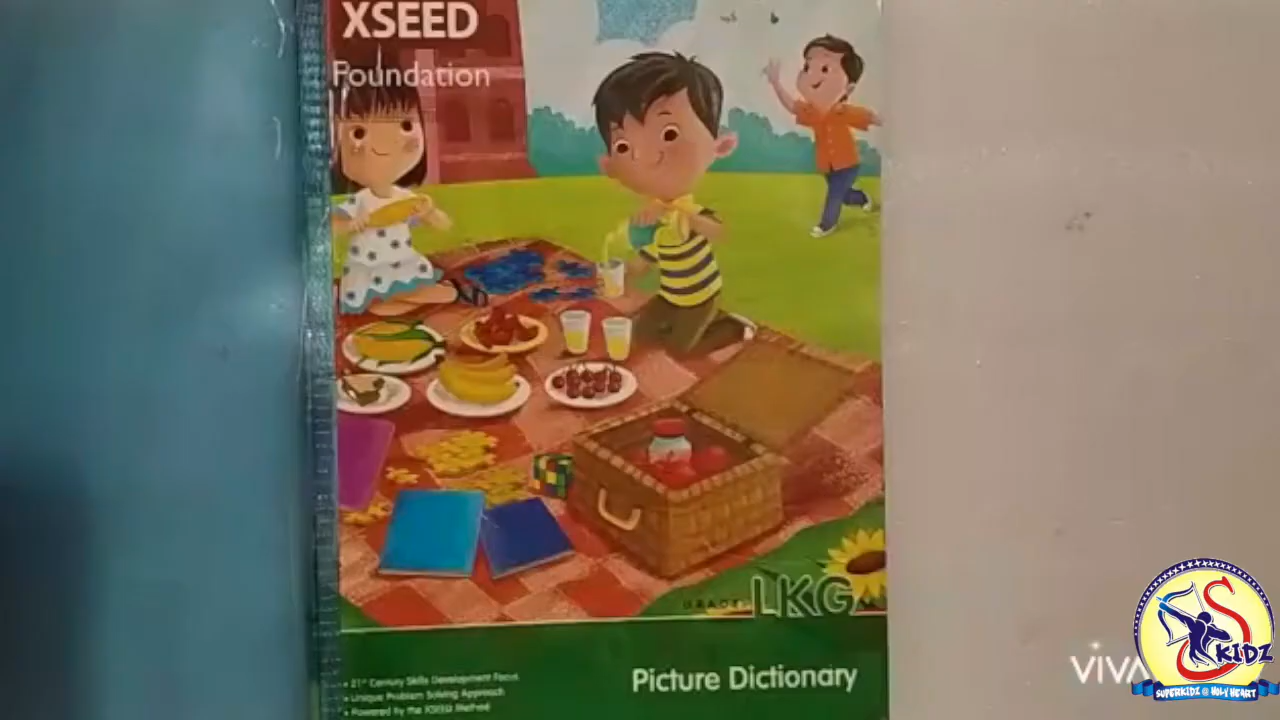 XSEED
Foundation
GRADE LKG
Picture Dictionary
• 21st Century Skills Development Focus
• Unique Problem Solving Approach
• Powered by the XSEED Method
VIVA
S KIDZ
SUPERKIDZ @ HOLY HEART